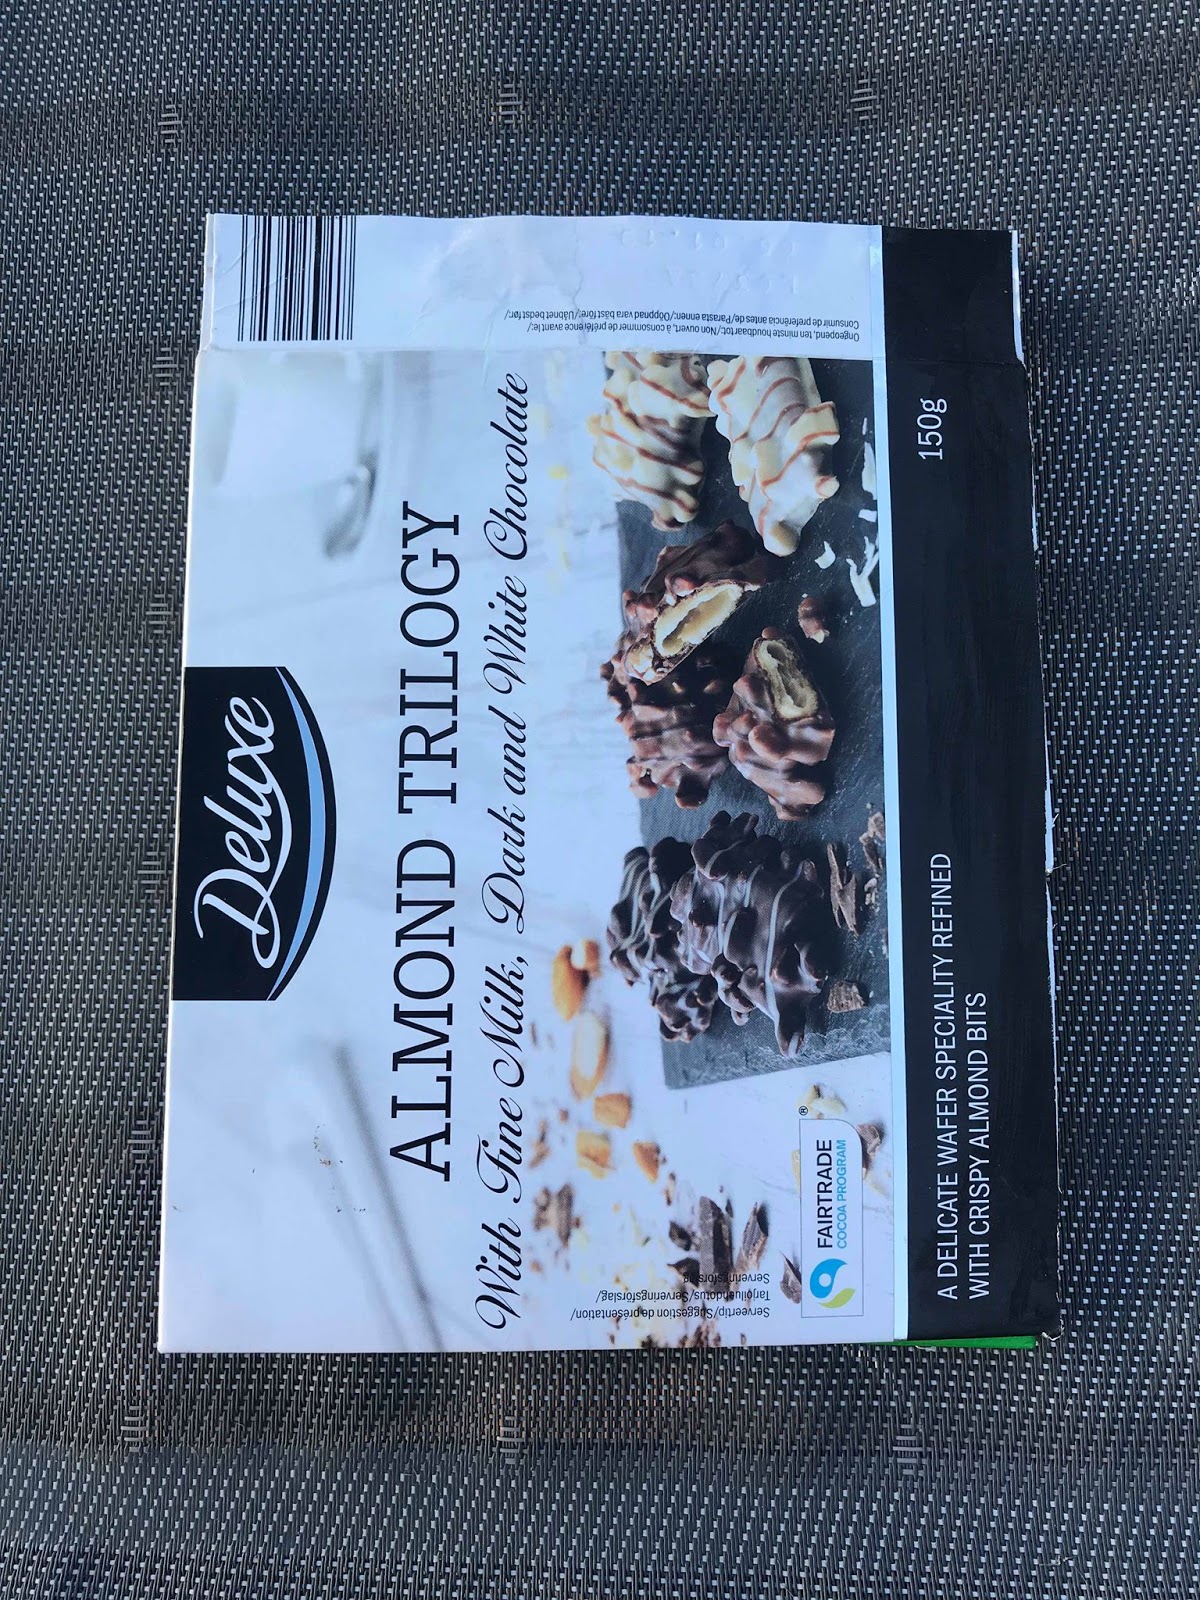 Deluxe
ALMOND TRILOGY
With Fine Milk, Dark and White Chocolate
Serveertip/Suggestion de présentation/
Tarjoiluehdotus/Serveringsförslag/
Serveringsforslag
FAIRTRADE
COCOA PROGRAM
®
A DELICATE WAFER SPECIALITY REFINED
WITH CRISPY ALMOND BITS
150g
Ongeopend, ten minste houdbaar tot:/Non ouvert, à consommer de préférence avant le:/
Consumir de preferência antes de/Parasta ennen:/Oöppnad vara bäst före:/Uåbnet bedst før: